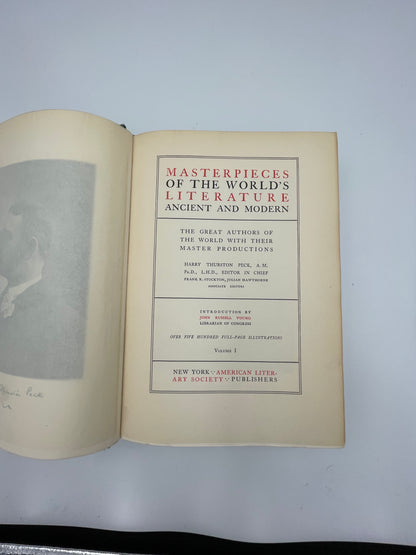 MASTERPIECES
OF THE WORLD'S
LITERATURE
ANCIENT AND MODERN
THE GREAT AUTHORS OF
THE WORLD WITH THEIR
MASTER PRODUCTIONS
HARRY THURSTON PECK, A.M.
Ph.D., L.H.D., EDITOR IN CHIEF
FRANK R. STOCKTON, JULIAN HAWTHORNE
ASSOCIATE EDITORS
INTRODUCTION BY
JOHN RUSSELL YOUNG
LIBRARIAN OF CONGRESS
OVER FIVE HUNDRED FULL-PAGE ILLUSTRATIONS
VOLUME I
NEW YORK AMERICAN LITER-
ARY SOCIETY PUBLISHERS
Peck